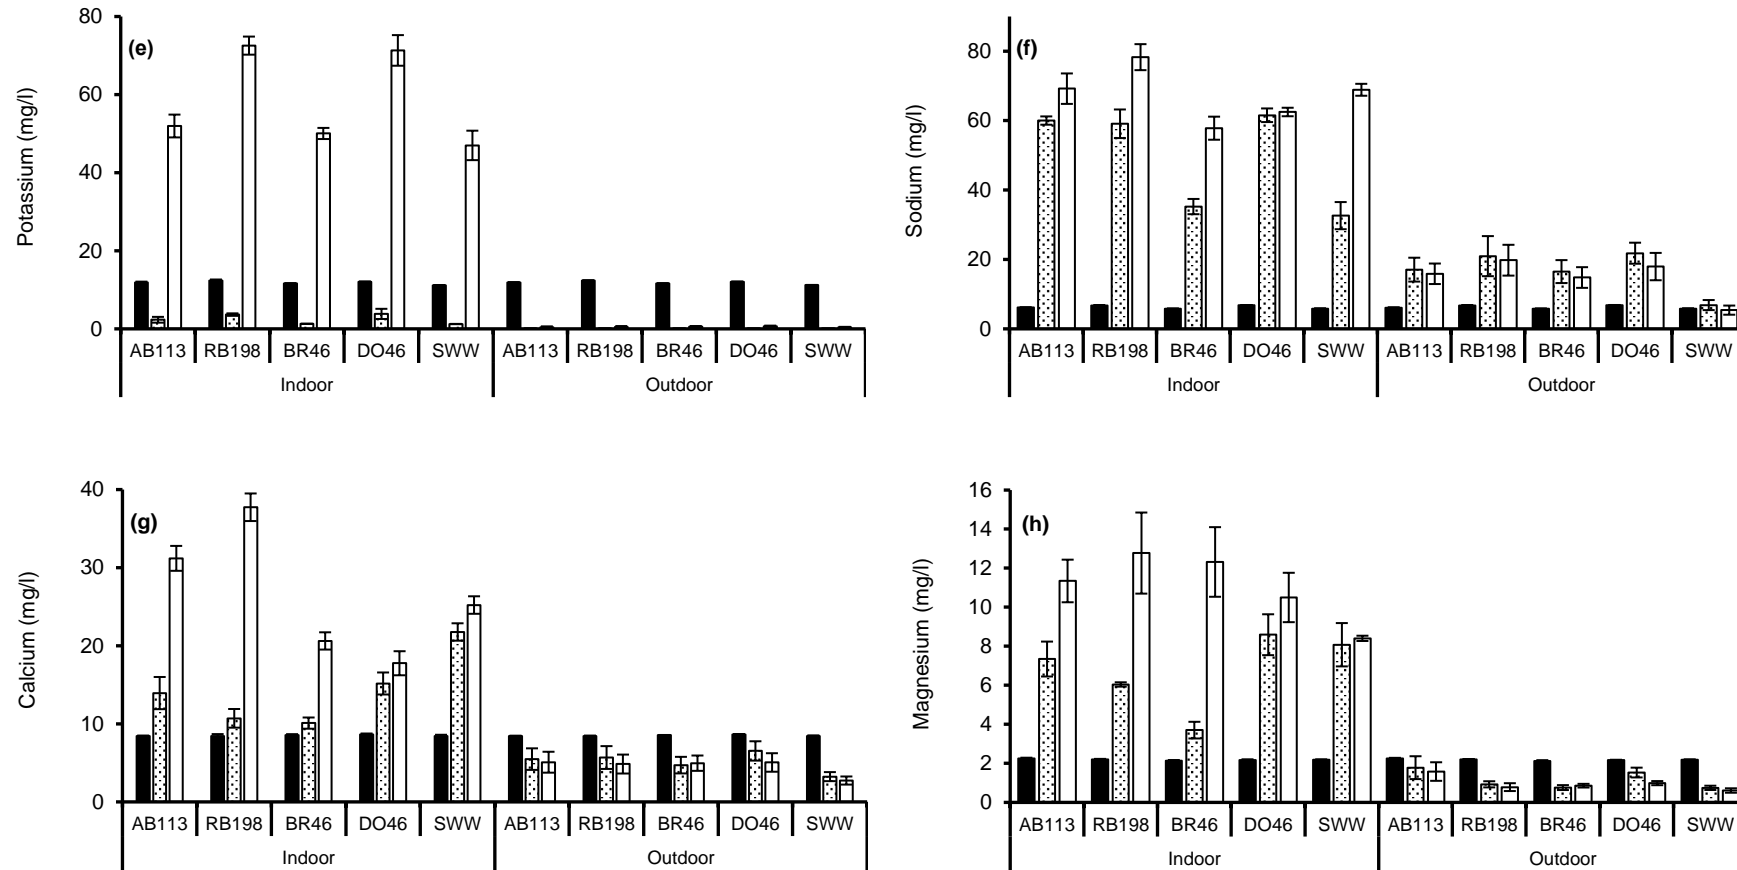 (e)
Potassium (mg/l)
80
60
40
20
0
AB113 RB198 BR46 DO46 SWW AB113 RB198 BR46 DO46 SWW
Indoor Outdoor
(f)
Sodium (mg/l)
80
60
40
20
0
AB113 RB198 BR46 DO46 SWW AB113 RB198 BR46 DO46 SWW
Indoor Outdoor
(g)
Calcium (mg/l)
40
30
20
10
0
AB113 RB198 BR46 DO46 SWW AB113 RB198 BR46 DO46 SWW
Indoor Outdoor
(h)
Magnesium (mg/l)
16
14
12
10
8
6
4
2
0
AB113 RB198 BR46 DO46 SWW AB113 RB198 BR46 DO46 SWW
Indoor Outdoor